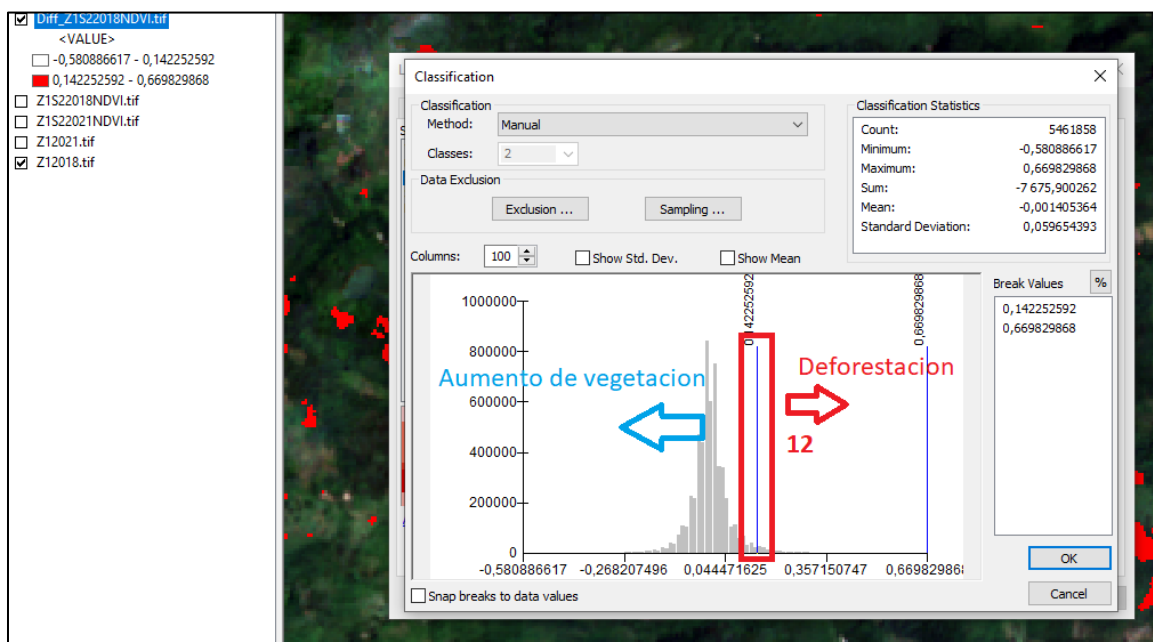 Diff_Z1S22018NDVI.tif
<VALUE>
-0,580886617 - 0,142252592
0,142252592 - 0,669829868
Z1S22018NDVI.tif
Z1S22021NDVI.tif
Z12021.tif
Z12018.tif
Classification
Classification
Method: Manual
Classes: 2
Data Exclusion
Exclusion ... Sampling ...
Classification Statistics
Count: 5461858
Minimum: -0,580886617
Maximum: 0,669829868
Sum: -7 675,900262
Mean: -0,001405364
Standard Deviation: 0,059654393
Columns: 100 Show Std. Dev. Show Mean
Break Values %
0,142252592
0,669829868
0,142252592
0,669829868
1000000
800000
600000
400000
200000
0
Aumento de vegetacion
Deforestacion
12
-0,580886617 -0,268207496 0,044471625 0,357150747 0,66982986
Snap breaks to data values
OK
Cancel